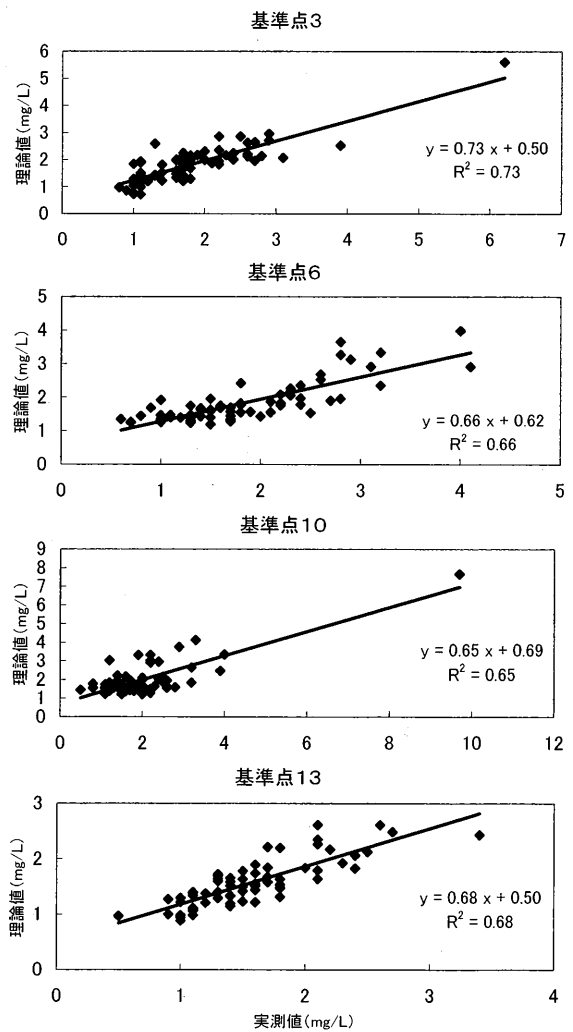 基準点3
6
5
4
3
2
1
0
理論値(mg/L)
y = 0.73 x + 0.50
R² = 0.73
0 1 2 3 4 5 6 7
基準点6
5
4
3
2
1
0
理論値(mg/L)
y = 0.66 x + 0.62
R² = 0.66
0 1 2 3 4 5
基準点10
9
8
7
6
5
4
3
2
1
0
理論値(mg/L)
y = 0.65 x + 0.69
R² = 0.65
0 2 4 6 8 10 12
基準点13
3
2
1
0
理論値(mg/L)
y = 0.68 x + 0.50
R² = 0.68
0 1 2 3 4
実測値(mg/L)